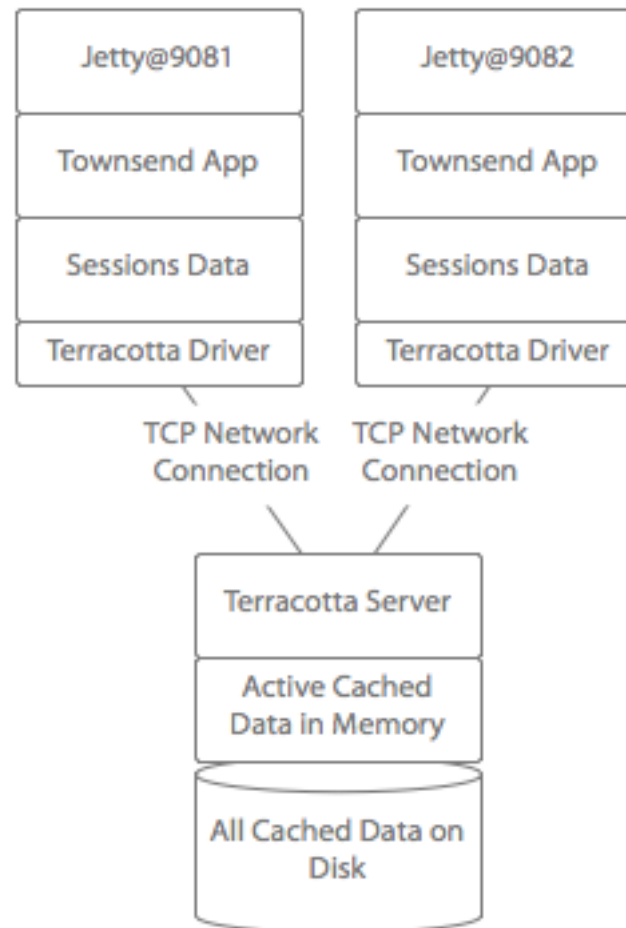 Jetty@9081
Townsend App
Sessions Data
Terracotta Driver
Jetty@9082
Townsend App
Sessions Data
Terracotta Driver
TCP Network
Connection
TCP Network
Connection
Terracotta Server
Active Cached
Data in Memory
All Cached Data on
Disk